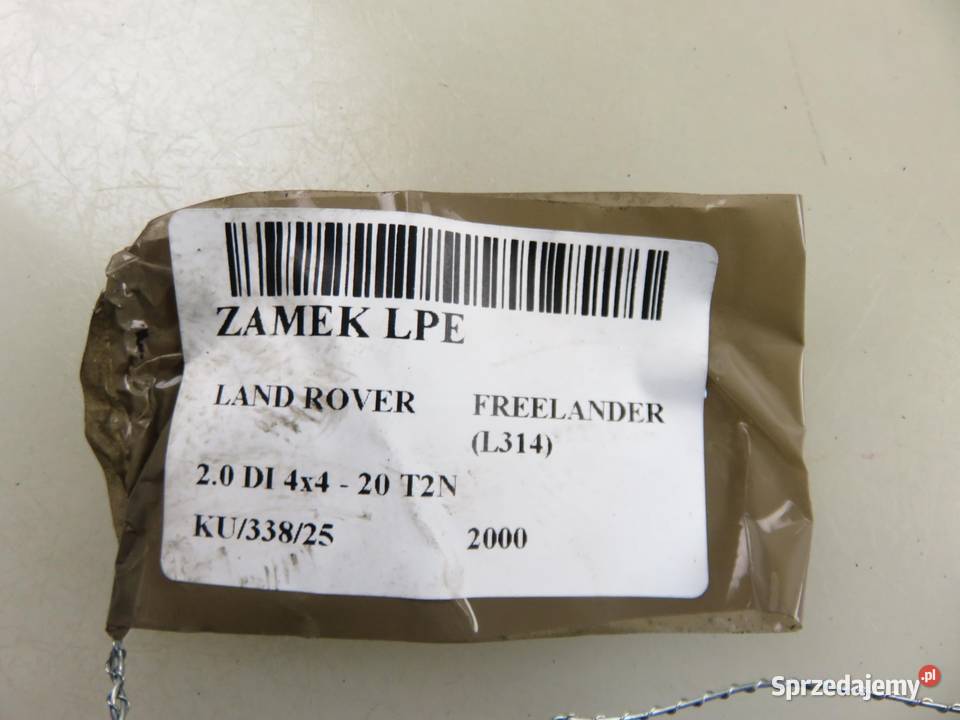 ZAMEK LPE
LAND ROVER FREELANDER
(L314)
2.0 DI 4x4 - 20 T2N
KU/338/25 2000
Sprzedajemy.pl